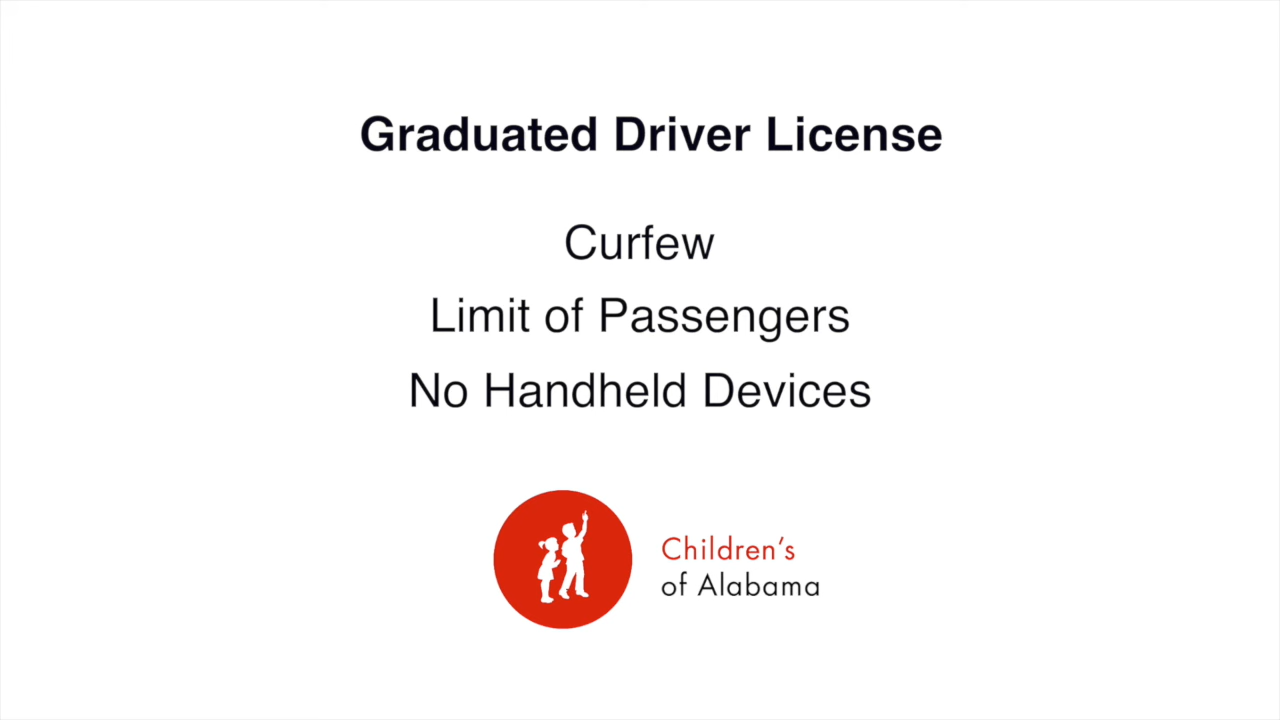 Graduated Driver License
Curfew
Limit of Passengers
No Handheld Devices
Children's
of Alabama